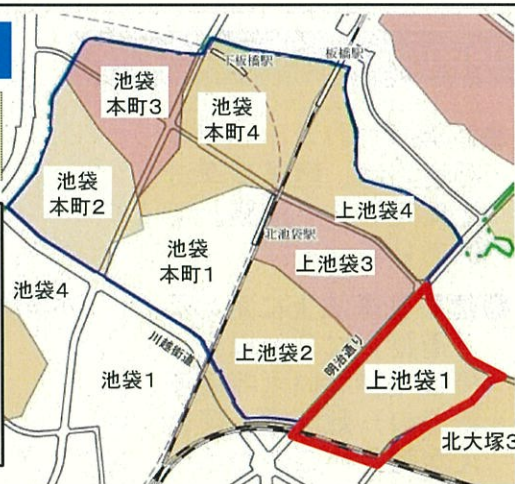 下板橋駅
板橋駅
池袋
本町3
池袋
本町4
池袋
本町2
上池袋4
北池袋駅
池袋
本町1
上池袋3
池袋4
川越街道
上池袋2
明治通り
池袋1
上池袋1
北大塚3